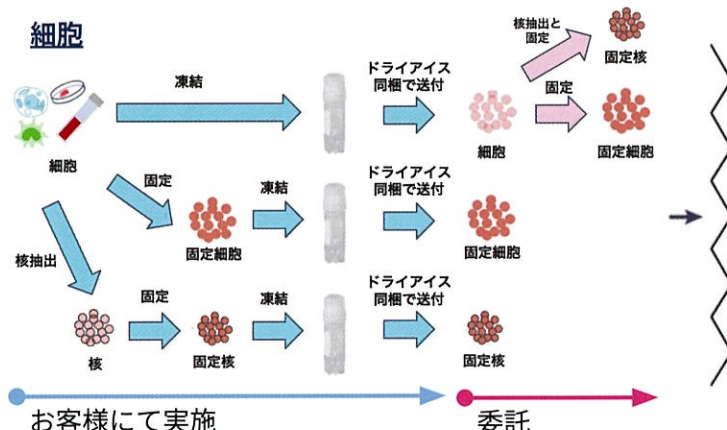 細胞
核抽出と
固定
固定核
凍結
ドライアイス
同梱で送付
固定
細胞
細胞
固定細胞
固定
凍結
ドライアイス
同梱で送付
固定細胞
固定細胞
核抽出
固定
凍結
ドライアイス
同梱で送付
核
固定核
固定核
お客様にて実施
委託